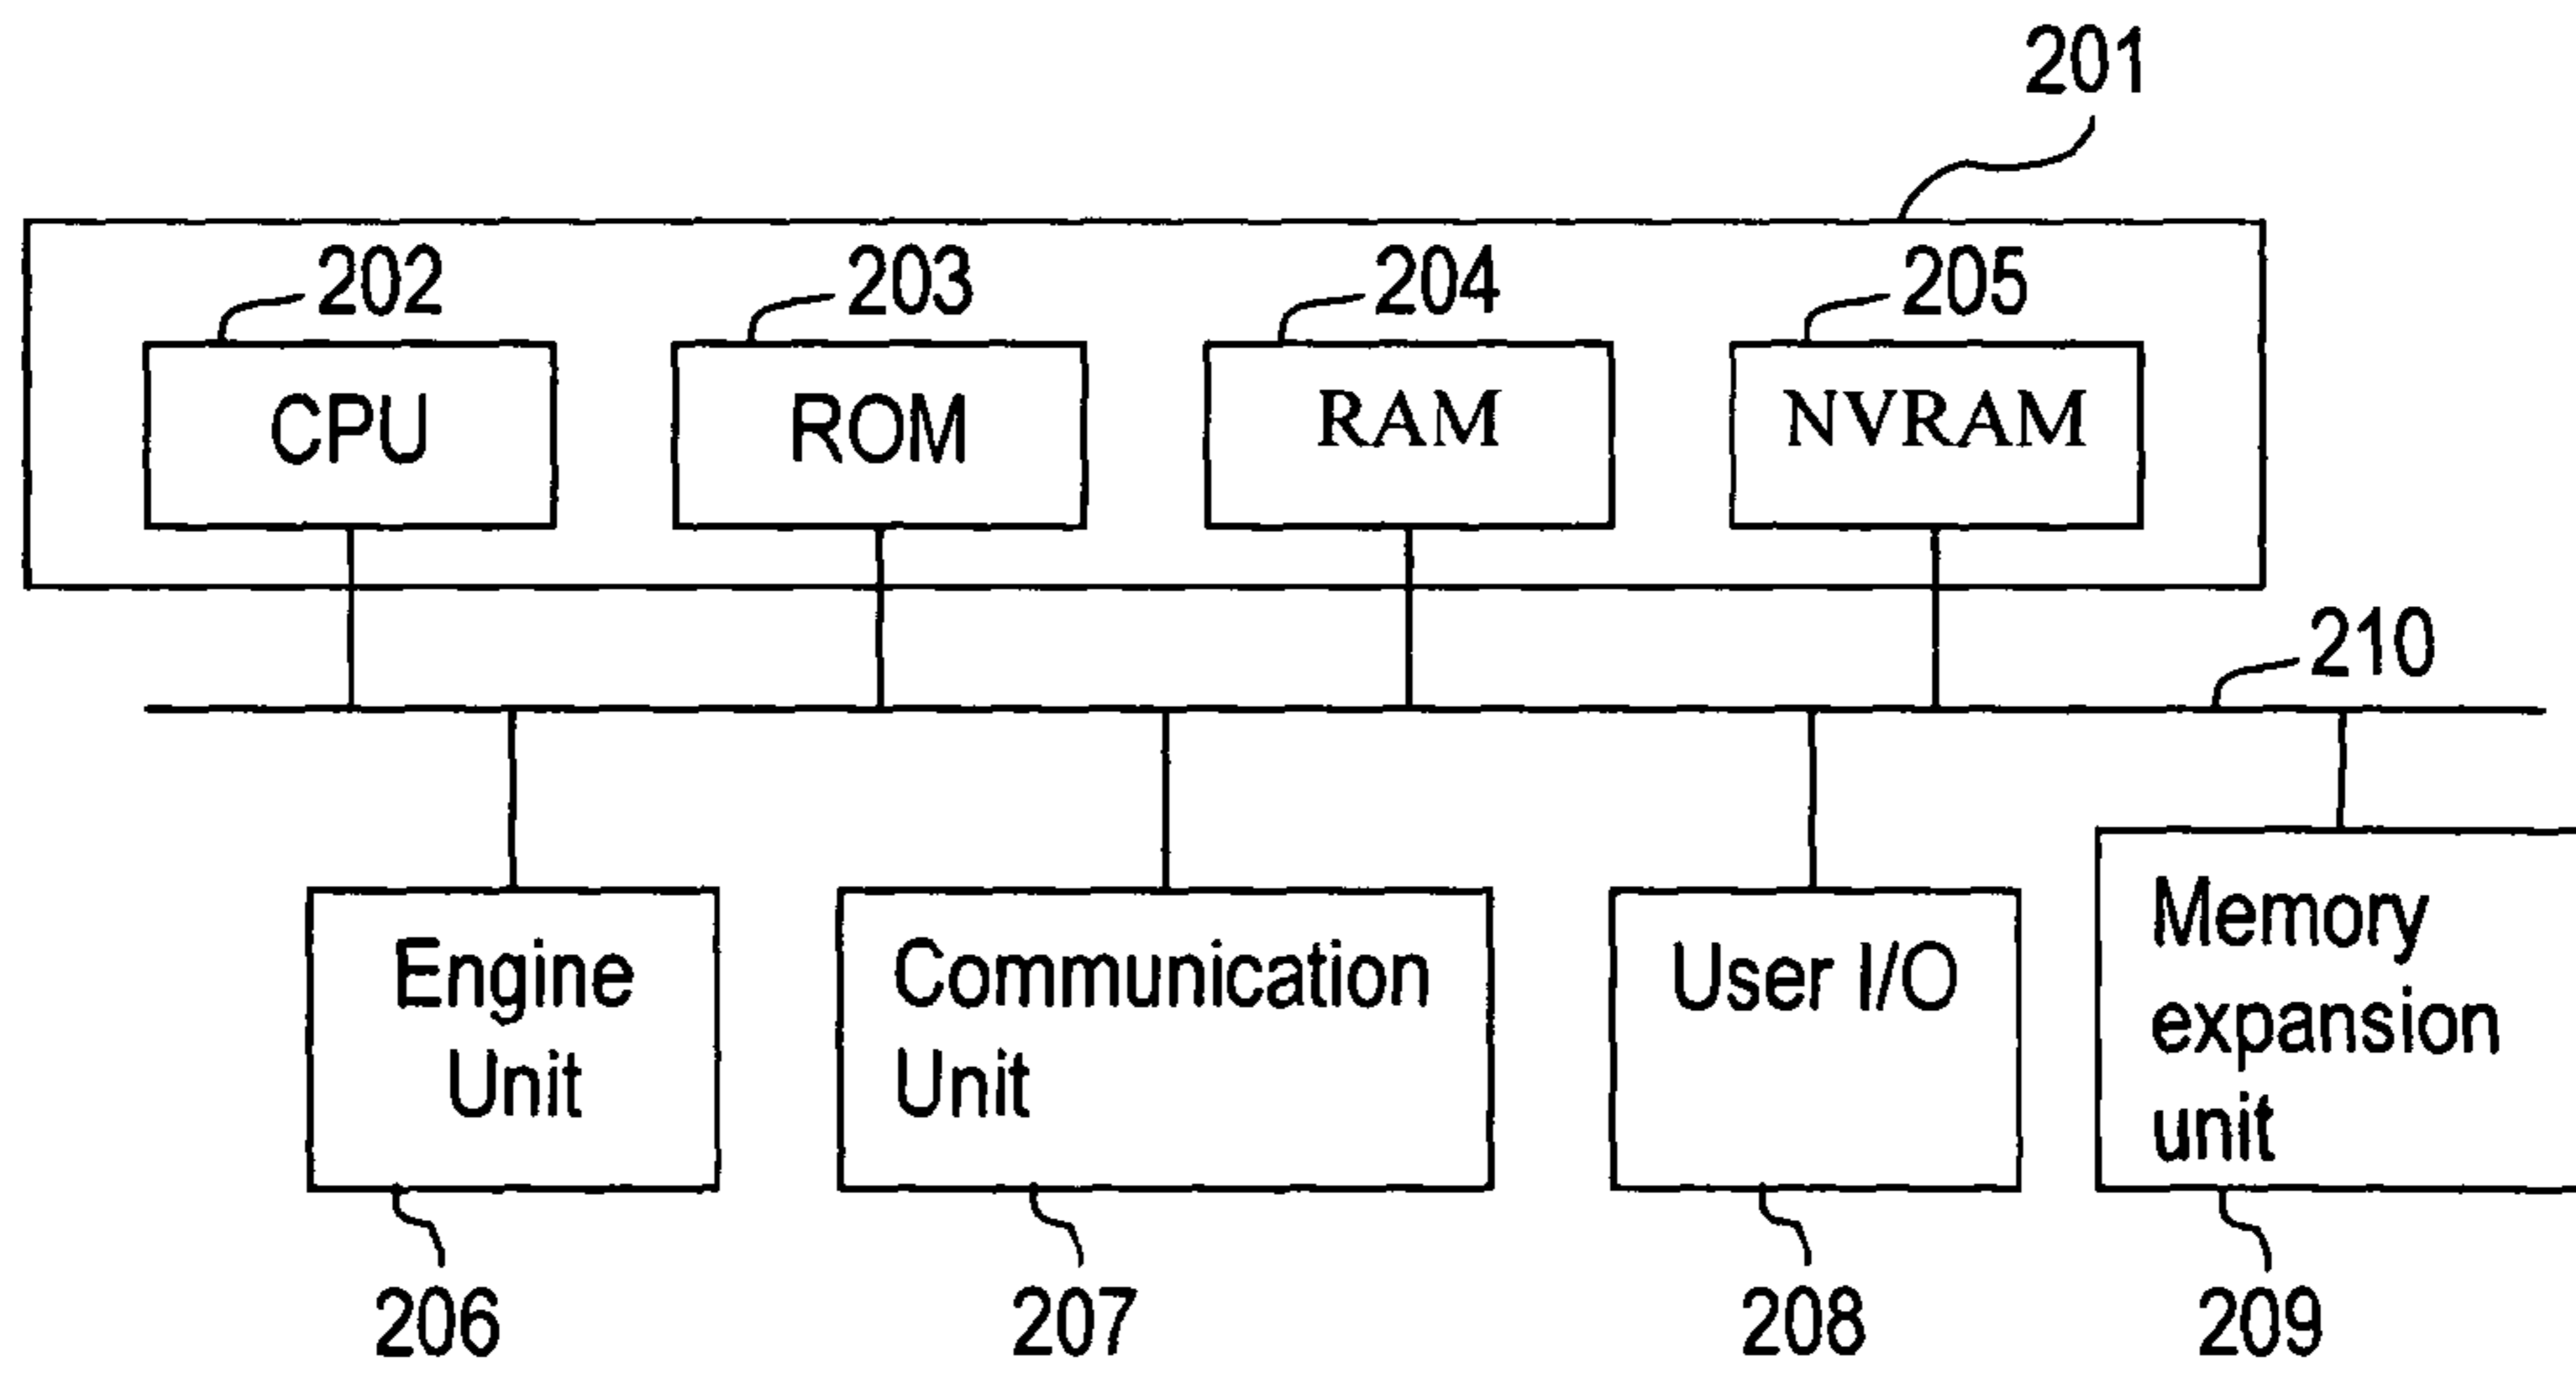 201
202
203
204
205
CPU
ROM
RAM
NVRAM
210
Engine
Unit
Communication
Unit
User I/O
Memory
expansion
unit
206
207
208
209